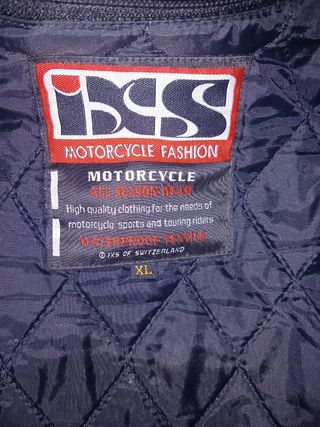 iXS
MOTORCYCLE FASHION
MOTORCYCLE
ALL SEASON WEAR
High quality clothing for the needs of
motorcycle sports and touring riders
WATERPROOF TEXTILE
© IXS OF SWITZERLAND
XL